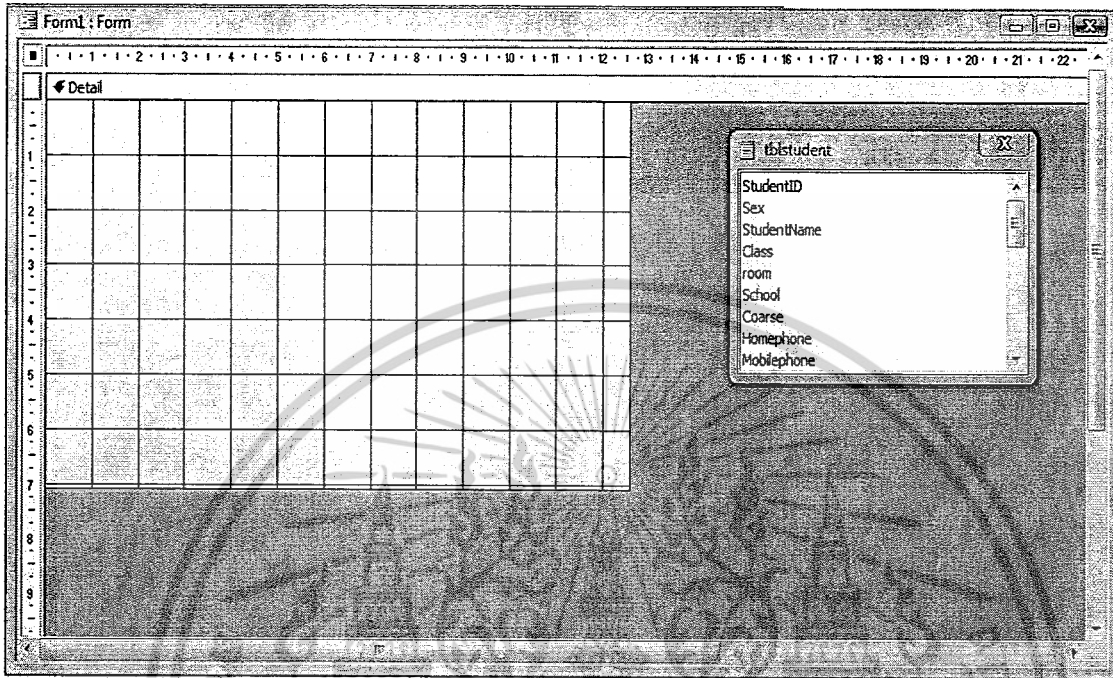 Form1 : Form
1 2 3 4 5 6 7 8 9 10 11 12 13 14 15 16 17 18 19 20 21 22
Detail
1
2
3
4
5
6
7
8
9
tblstudent
StudentID
Sex
StudentName
Class
room
School
Coarse
Homephone
Mobilephone